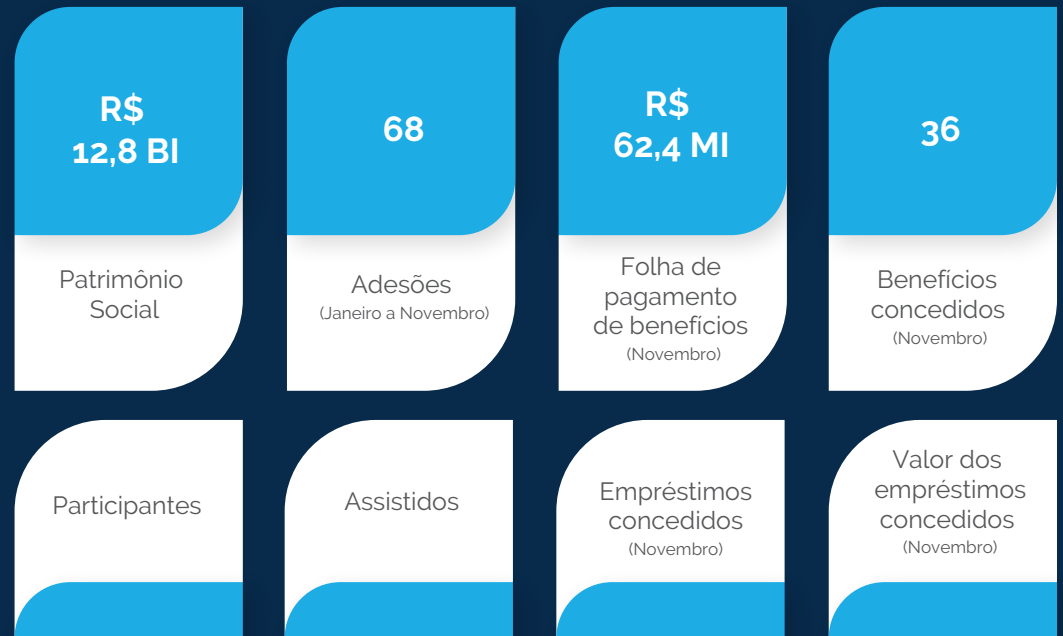 R$
12,8 BI
Patrimônio
Social
68
Adesões
(Janeiro a Novembro)
R$
62,4 MI
Folha de
pagamento
de benefícios
(Novembro)
36
Benefícios
concedidos
(Novembro)
Participantes
Assistidos
Empréstimos
concedidos
(Novembro)
Valor dos
empréstimos
concedidos
(Novembro)